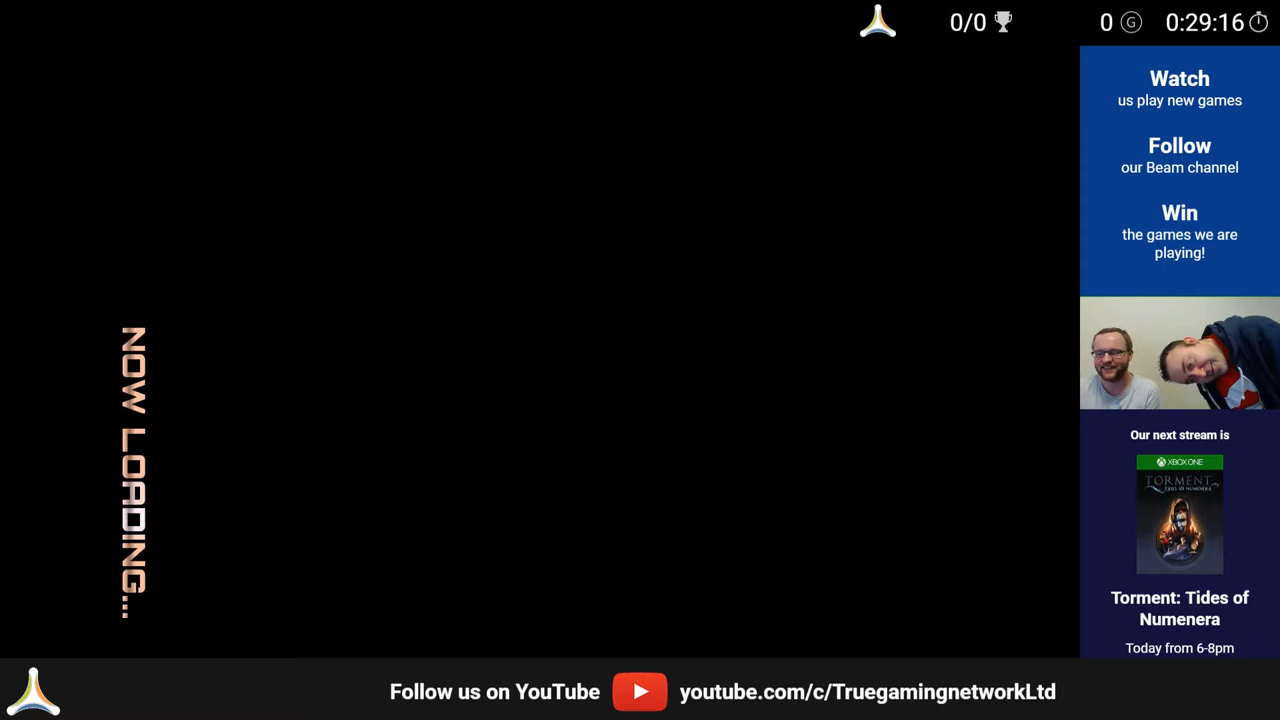 0/0
0 G
0:29:16
Watch
us play new games
Follow
our Beam channel
Win
the games we are
playing!
NOW LOADING...
Our next stream is
XBOX ONE
TORMENT
TIDES OF NUMENERA
Torment: Tides of
Numenera
Today from 6-8pm
Follow us on YouTube
youtube.com/c/TruegamingnetworkLtd